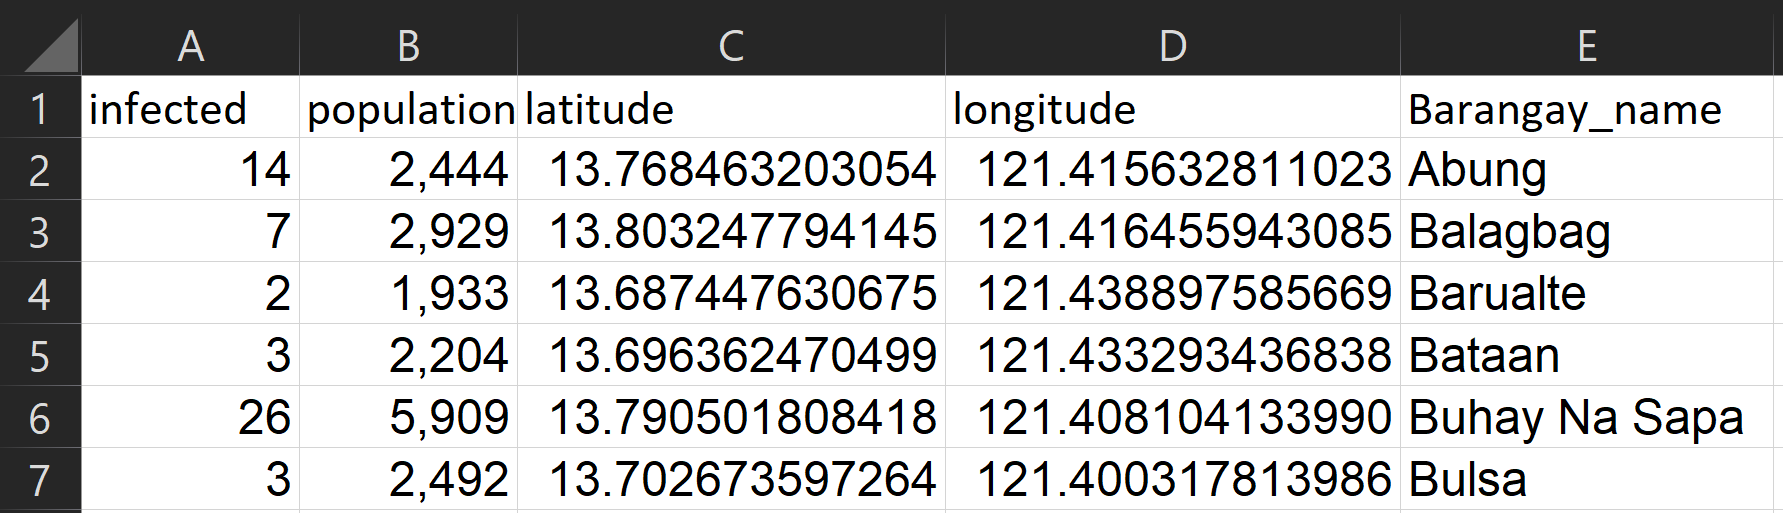 A B C D E
1 infected population latitude longitude Barangay_name
2 14 2,444 13.768463203054 121.415632811023 Abung
3 7 2,929 13.803247794145 121.416455943085 Balagbag
4 2 1,933 13.687447630675 121.438897585669 Barualte
5 3 2,204 13.696362470499 121.433293436838 Bataan
6 26 5,909 13.790501808418 121.408104133990 Buhay Na Sapa
7 3 2,492 13.702673597264 121.400317813986 Bulsa